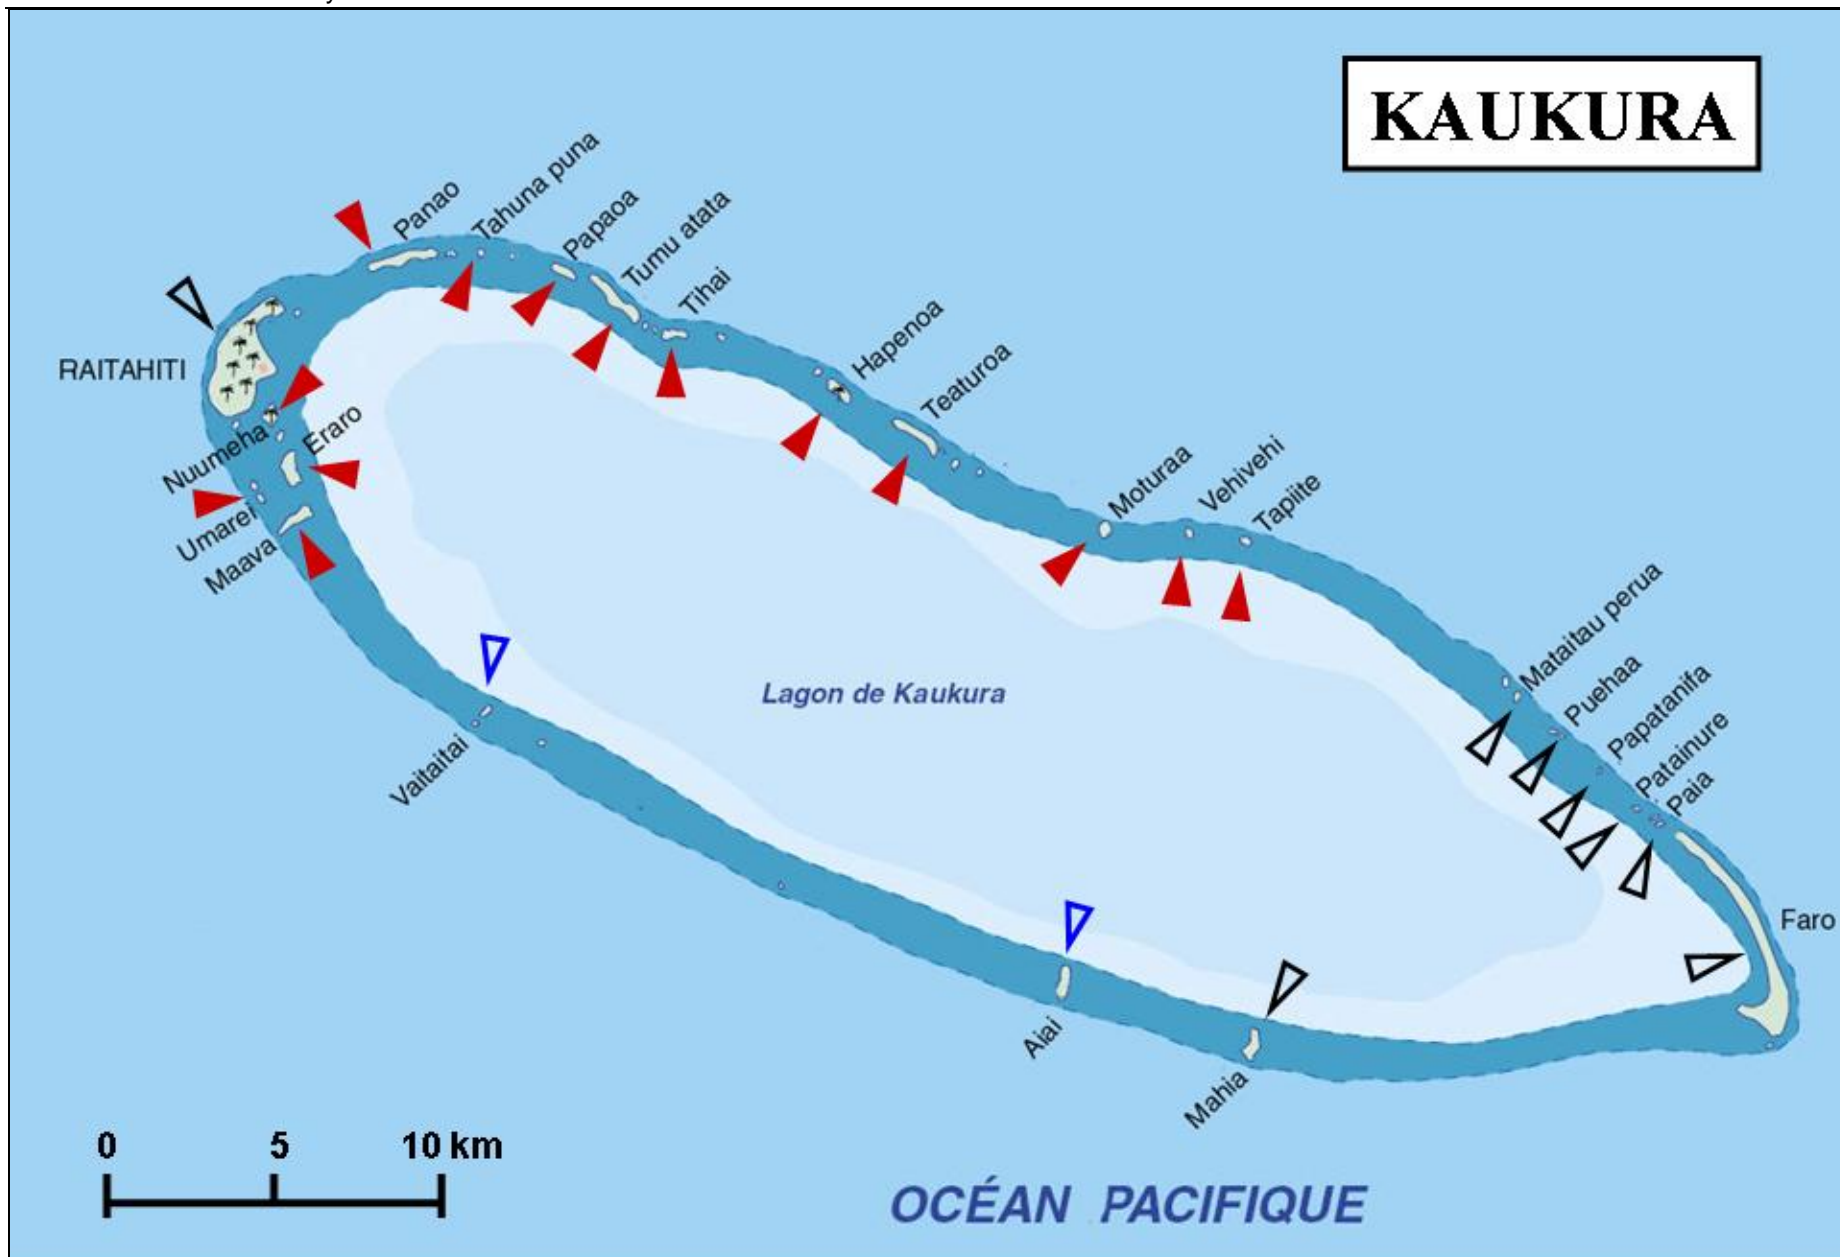 KAUKURA
Panao
Tahuna puna
Papaoa
Tumu atata
Tihai
Hapenoa
Teaturoa
RAITAHITI
Nuumeha
Eraro
Umarei
Maava
Moturaa
Vehivehi
Tapiite
Mataitau perua
Puehaa
Papatanifa
Patainure
Paia
Lagon de Kaukura
Vaitaitai
Faro
Aiai
Mahia
0 5 10 km
OCÉAN PACIFIQUE